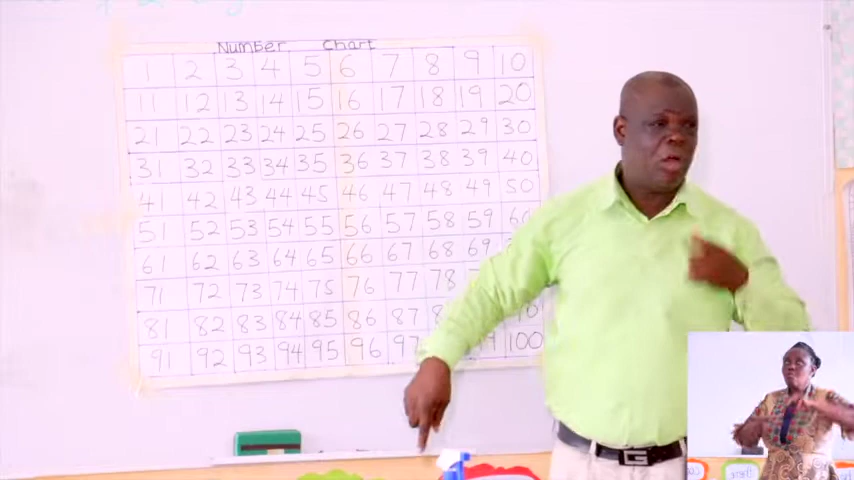 Number Chart
1 2 3 4 5 6 7 8 9 10
11 12 13 14 15 16 17 18 19 20
21 22 23 24 25 26 27 28 29 30
31 32 33 34 35 36 37 38 39 40
41 42 43 44 45 46 47 48 49 50
51 52 53 54 55 56 57 58 59 60
61 62 63 64 65 66 67 68 69
71 72 73 74 75 76 77 78
81 82 83 84 85 86 87
91 92 93 94 95 96 100
G